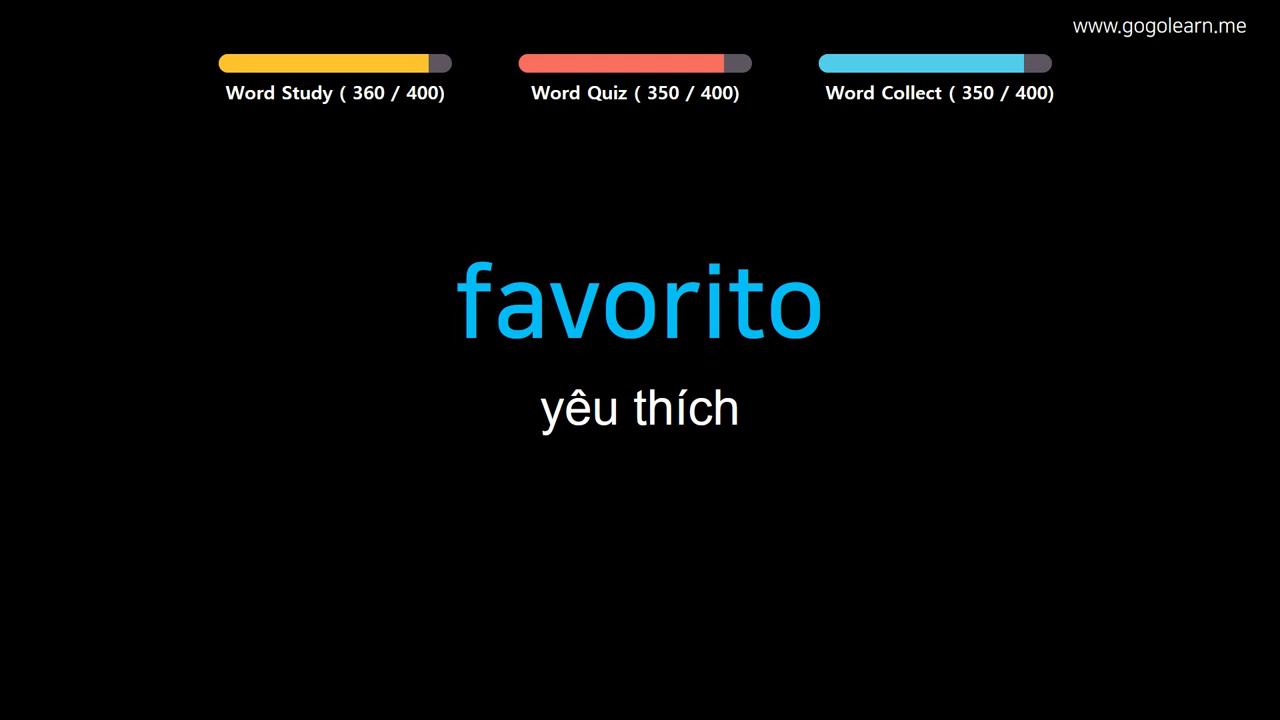 www.gogolearn.me
Word Study ( 360 / 400)
Word Quiz ( 350 / 400)
Word Collect ( 350 / 400)
favorito
yêu thích